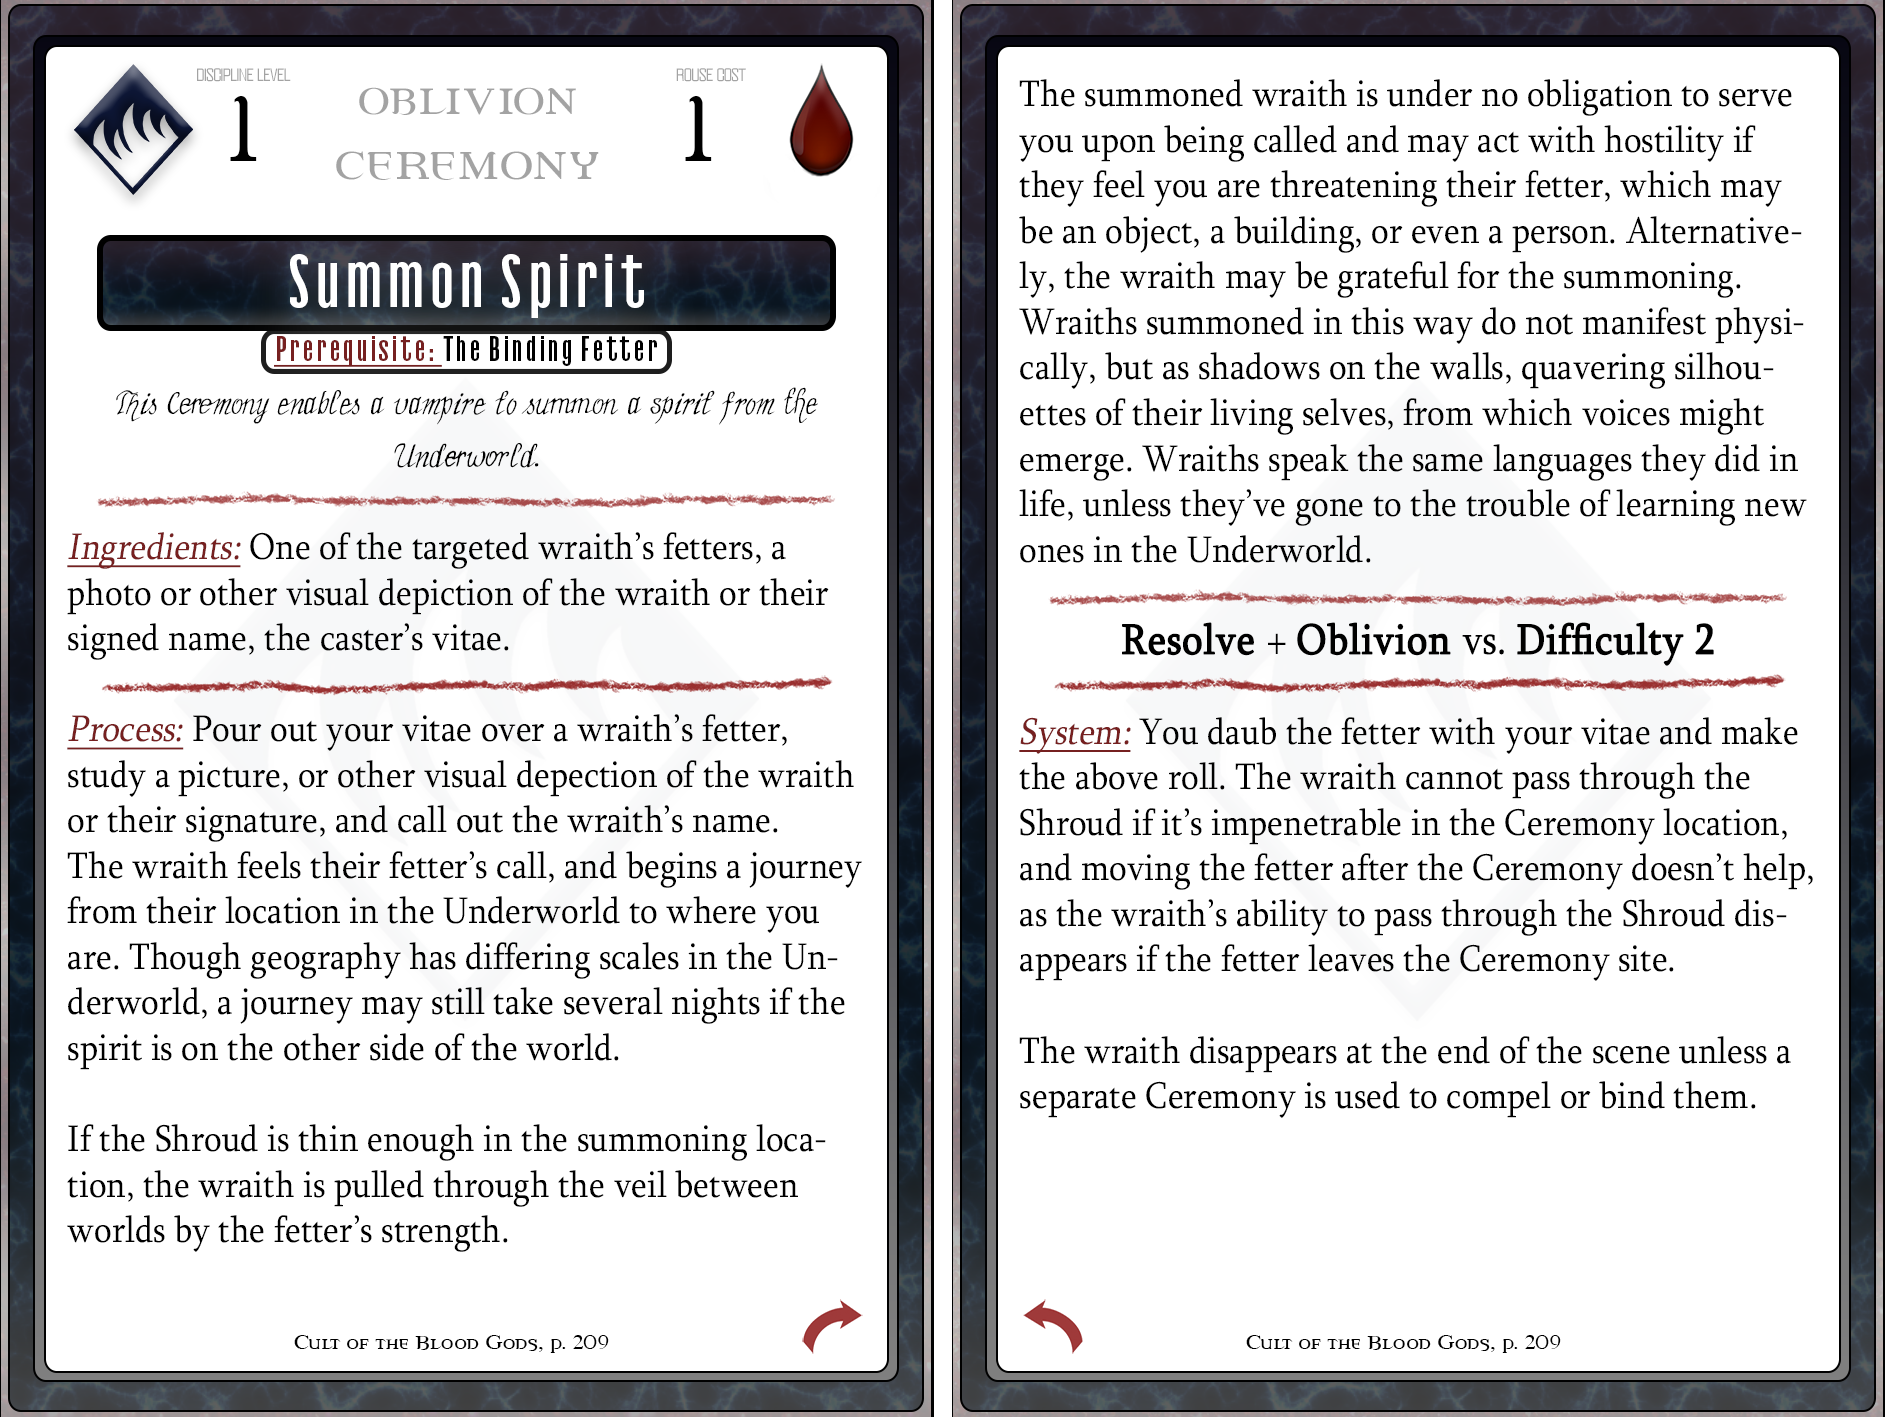 DISCIPLINE LEVEL
1
OBLIVION
CEREMONY
ROUSE COST
1
Summon Spirit
Prerequisite: The Binding Fetter
This Ceremony enables a vampire to summon a spirit from the
Underworld.
Ingredients: One of the targeted wraith's fetters, a
photo or other visual depiction of the wraith or their
signed name, the caster's vitae.
Process: Pour out your vitae over a wraith's fetter,
study a picture, or other visual depection of the wraith
or their signature, and call out the wraith's name.
The wraith feels their fetter's call, and begins a journey
from their location in the Underworld to where you
are. Though geography has differing scales in the Un-
derworld, a journey may still take several nights if the
spirit is on the other side of the world.
If the Shroud is thin enough in the summoning loca-
tion, the wraith is pulled through the veil between
worlds by the fetter's strength.
Cult of the Blood Gods, p. 209
The summoned wraith is under no obligation to serve
you upon being called and may act with hostility if
they feel you are threatening their fetter, which may
be an object, a building, or even a person. Alternative-
ly, the wraith may be grateful for the summoning.
Wraiths summoned in this way do not manifest physi-
cally, but as shadows on the walls, quavering silhou-
ettes of their living selves, from which voices might
emerge. Wraiths speak the same languages they did in
life, unless they've gone to the trouble of learning new
ones in the Underworld.
Resolve + Oblivion vs. Difficulty 2
System: You daub the fetter with your vitae and make
the above roll. The wraith cannot pass through the
Shroud if it's impenetrable in the Ceremony location,
and moving the fetter after the Ceremony doesn't help,
as the wraith's ability to pass through the Shroud dis-
appears if the fetter leaves the Ceremony site.
The wraith disappears at the end of the scene unless a
separate Ceremony is used to compel or bind them.
Cult of the Blood Gods, p. 209